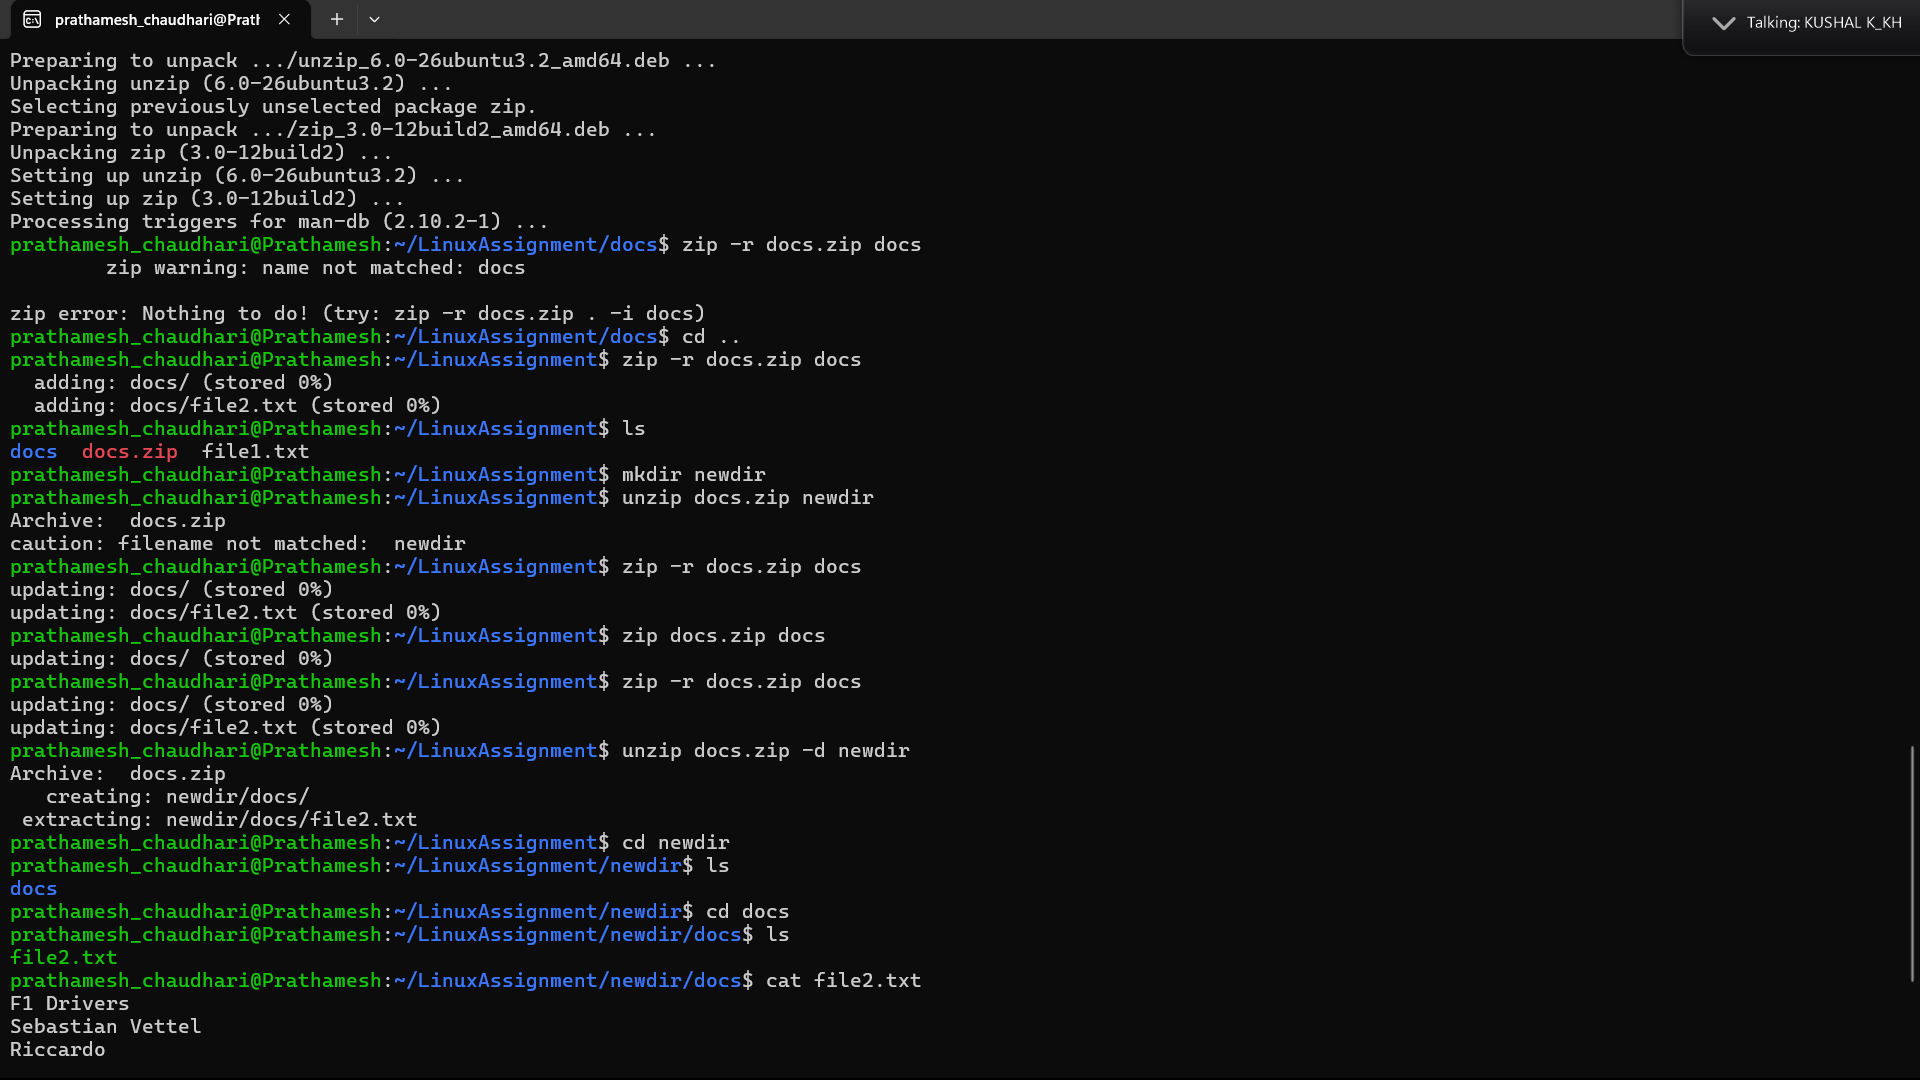 prathamesh_chaudhari@Prath
Talking: KUSHAL K_KH
Preparing to unpack .../unzip_6.0-26ubuntu3.2_amd64.deb ...
Unpacking unzip (6.0-26ubuntu3.2) ...
Selecting previously unselected package zip.
Preparing to unpack .../zip_3.0-12build2_amd64.deb ...
Unpacking zip (3.0-12build2) ...
Setting up unzip (6.0-26ubuntu3.2) ...
Setting up zip (3.0-12build2) ...
Processing triggers for man-db (2.10.2-1) ...
prathamesh_chaudhari@Prathamesh:~/LinuxAssignment/docs$ zip -r docs.zip docs
        zip warning: name not matched: docs

zip error: Nothing to do! (try: zip -r docs.zip . -i docs)
prathamesh_chaudhari@Prathamesh:~/LinuxAssignment/docs$ cd ..
prathamesh_chaudhari@Prathamesh:~/LinuxAssignment$ zip -r docs.zip docs
  adding: docs/ (stored 0%)
  adding: docs/file2.txt (stored 0%)
prathamesh_chaudhari@Prathamesh:~/LinuxAssignment$ ls
docs  docs.zip  file1.txt
prathamesh_chaudhari@Prathamesh:~/LinuxAssignment$ mkdir newdir
prathamesh_chaudhari@Prathamesh:~/LinuxAssignment$ unzip docs.zip newdir
Archive:  docs.zip
caution: filename not matched:  newdir
prathamesh_chaudhari@Prathamesh:~/LinuxAssignment$ zip -r docs.zip docs
updating: docs/ (stored 0%)
updating: docs/file2.txt (stored 0%)
prathamesh_chaudhari@Prathamesh:~/LinuxAssignment$ zip docs.zip docs
updating: docs/ (stored 0%)
prathamesh_chaudhari@Prathamesh:~/LinuxAssignment$ zip -r docs.zip docs
updating: docs/ (stored 0%)
updating: docs/file2.txt (stored 0%)
prathamesh_chaudhari@Prathamesh:~/LinuxAssignment$ unzip docs.zip -d newdir
Archive:  docs.zip
   creating: newdir/docs/
 extracting: newdir/docs/file2.txt
prathamesh_chaudhari@Prathamesh:~/LinuxAssignment$ cd newdir
prathamesh_chaudhari@Prathamesh:~/LinuxAssignment/newdir$ ls
docs
prathamesh_chaudhari@Prathamesh:~/LinuxAssignment/newdir$ cd docs
prathamesh_chaudhari@Prathamesh:~/LinuxAssignment/newdir/docs$ ls
file2.txt
prathamesh_chaudhari@Prathamesh:~/LinuxAssignment/newdir/docs$ cat file2.txt
F1 Drivers
Sebastian Vettel
Riccardo